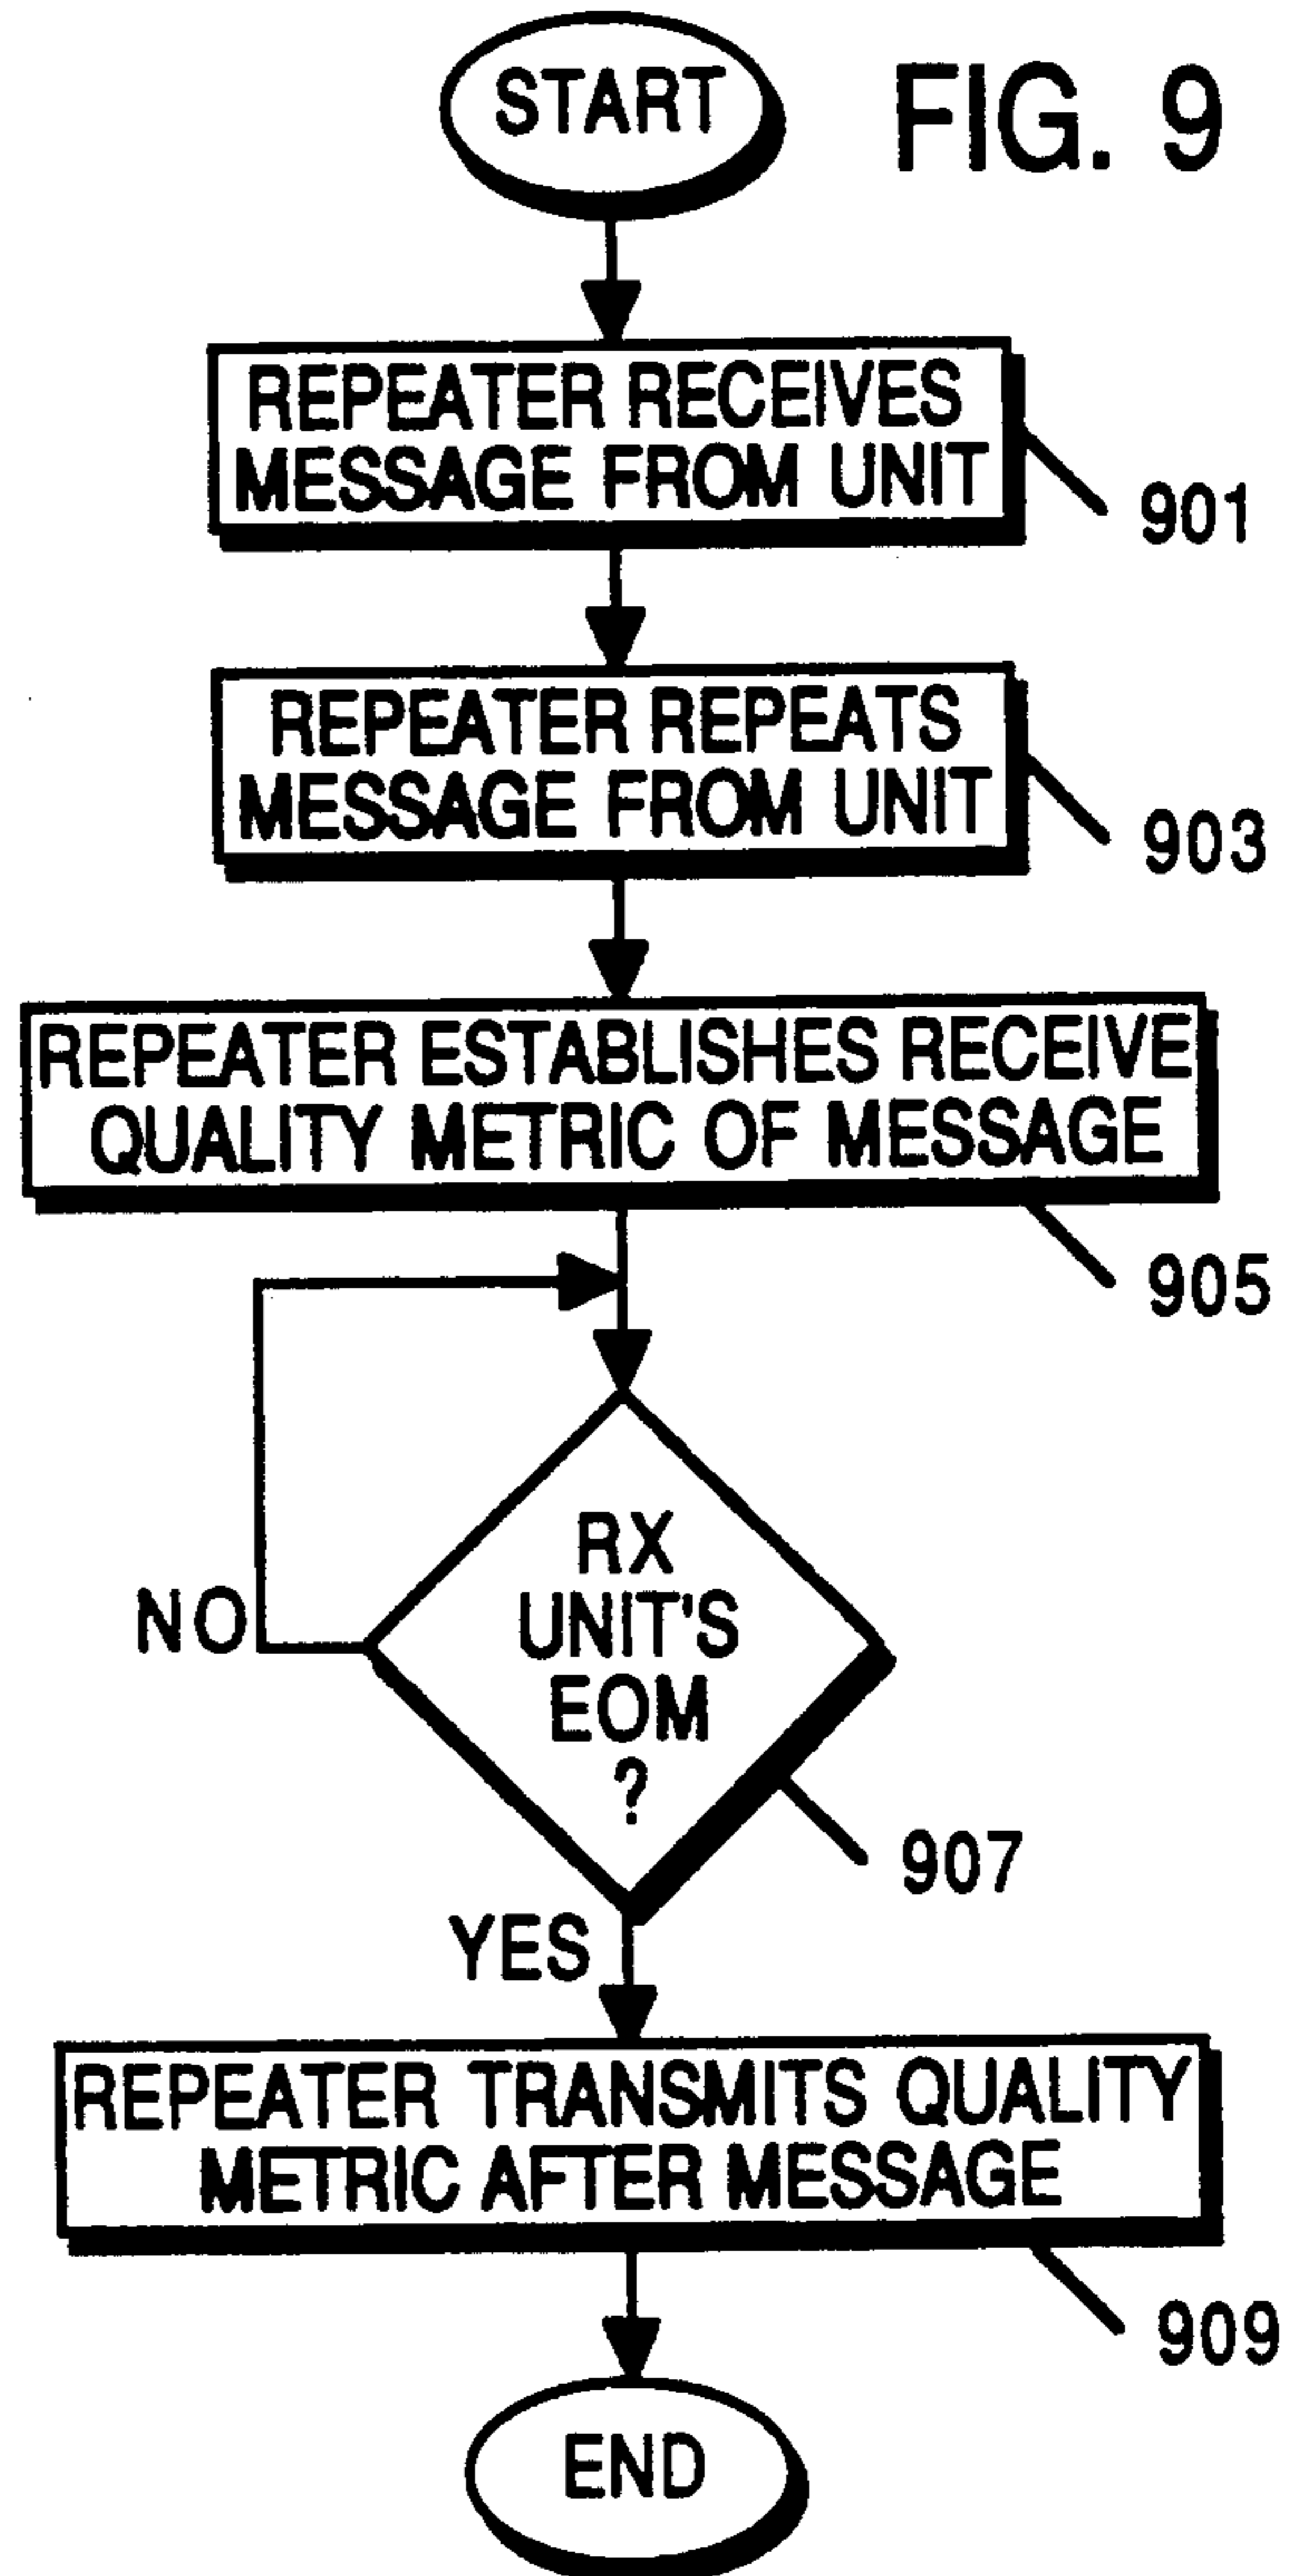 START
FIG. 9
REPEATER RECEIVES
MESSAGE FROM UNIT
901
REPEATER REPEATS
MESSAGE FROM UNIT
903
REPEATER ESTABLISHES RECEIVE
QUALITY METRIC OF MESSAGE
905
RX
UNIT'S
EOM
?
NO
907
YES
REPEATER TRANSMITS QUALITY
METRIC AFTER MESSAGE
909
END